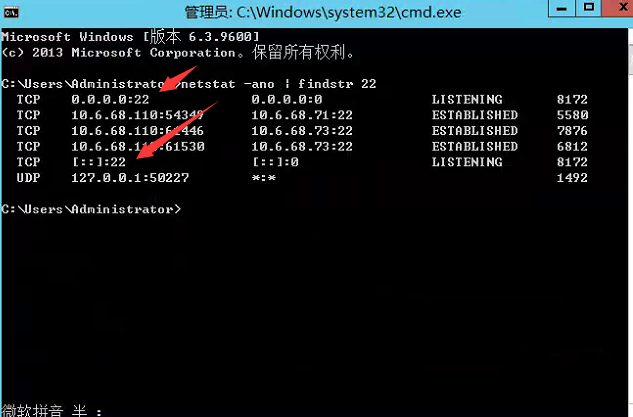 管理员: C:\Windows\system32\cmd.exe
Microsoft Windows [版本 6.3.9600]
(c) 2013 Microsoft Corporation。保留所有权利。
C:\Users\Administrator>netstat -ano | findstr 22
TCP 0.0.0.0:22 0.0.0.0:0 LISTENING 8172
TCP 10.6.68.110:54349 10.6.68.71:22 ESTABLISHED 5580
TCP 10.6.68.110:61446 10.6.68.73:22 ESTABLISHED 7876
TCP 10.6.68.110:61530 10.6.68.73:22 ESTABLISHED 6812
TCP [::]:22 [::]:0 LISTENING 8172
UDP 127.0.0.1:50227 *:* 1492
C:\Users\Administrator>
微软拼音 半 :